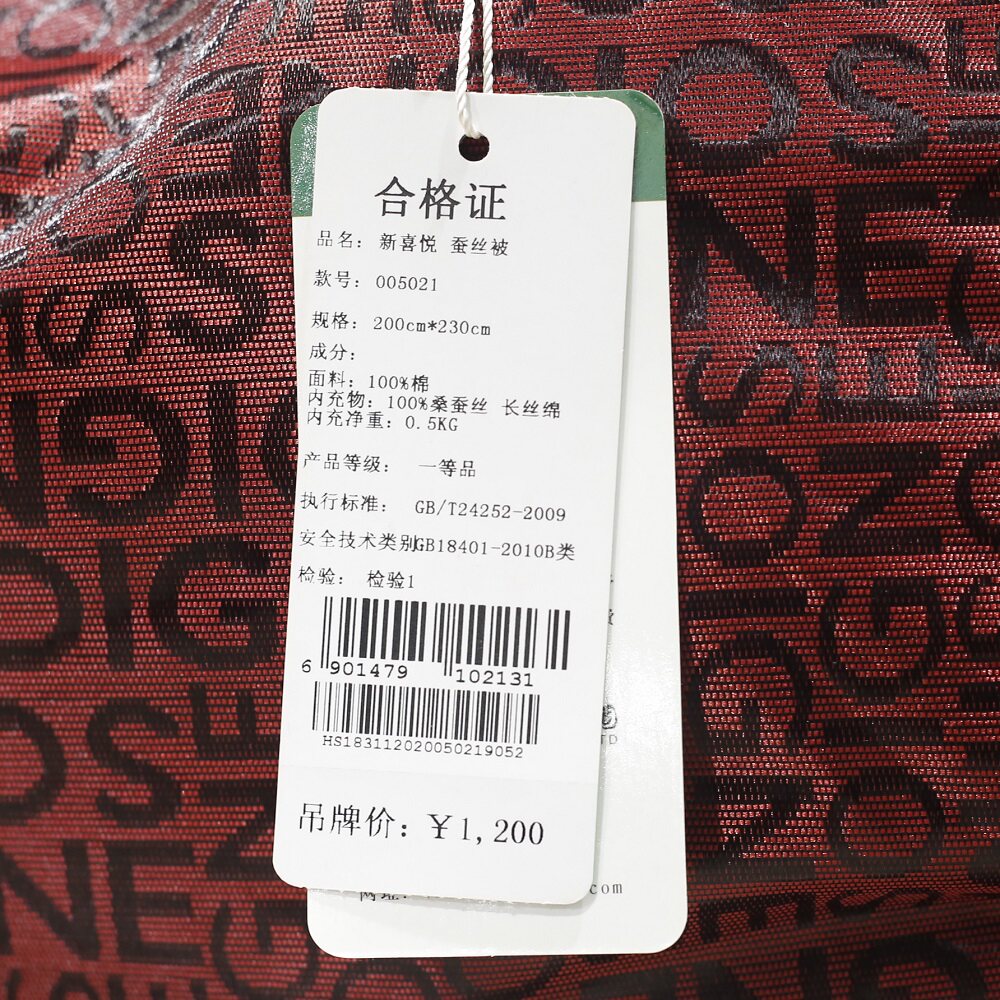 合格证
品名：新喜悦 蚕丝被
款号：005021
规格：200cm*230cm
成分：
面料：100%棉
内充物：100%桑蚕丝 长丝绵
内充净重：0.5KG
产品等级： 一等品
执行标准： GB/T24252-2009
安全技术类别GB18401-2010B类
检验： 检验1
6 901479 102131
HS183112020050219052
吊牌价：￥1,200
TD
com
DESIGN